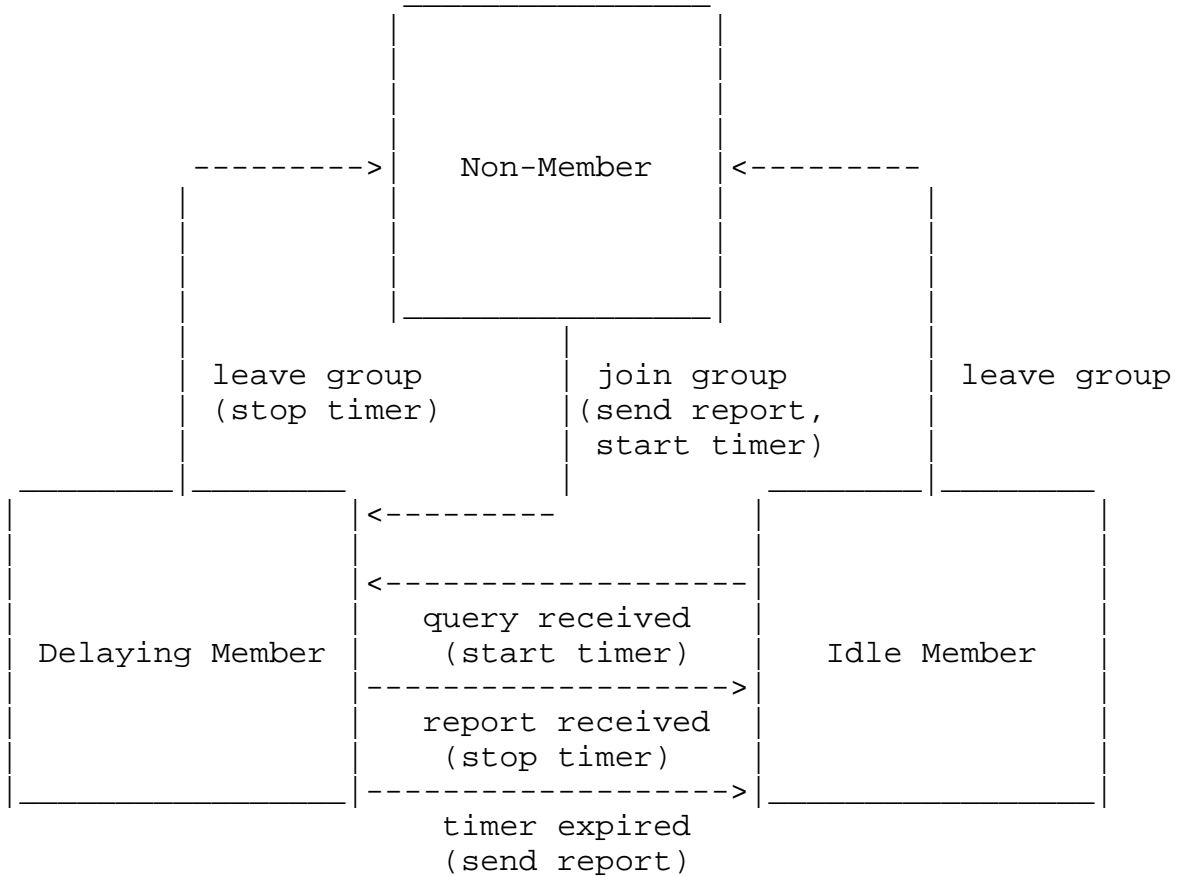 Non-Member
leave group join group leave group
(stop timer) (send report,
start timer)
query received
Delaying Member (start timer) Idle Member
report received
(stop timer)
timer expired
(send report)